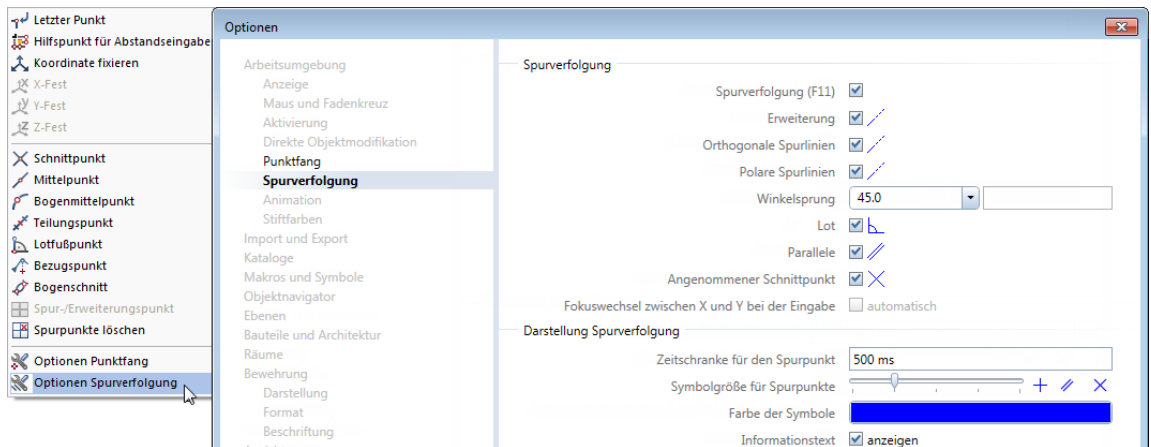 Letzter Punkt
Hilfspunkt für Abstandseingabe
Koordinate fixieren
X-Fest
Y-Fest
Z-Fest
Schnittpunkt
Mittelpunkt
Bogenmittelpunkt
Teilungspunkt
Lotfußpunkt
Bezugspunkt
Bogenschnitt
Spur-/Erweiterungspunkt
Spurpunkte löschen
Optionen Punktfang
Optionen Spurverfolgung
Optionen
Arbeitsumgebung
Anzeige
Maus und Fadenkreuz
Aktivierung
Direkte Objektmodifikation
Punktfang
Spurverfolgung
Animation
Stiftfarben
Import und Export
Kataloge
Makros und Symbole
Objektnavigator
Ebenen
Bauteile und Architektur
Räume
Bewehrung
Darstellung
Format
Beschriftung
Spurverfolgung
Spurverfolgung (F11)
Erweiterung
Orthogonale Spurlinien
Polare Spurlinien
Winkelsprung 45.0
Lot
Parallele
Angenommener Schnittpunkt
Fokuswechsel zwischen X und Y bei der Eingabe automatisch
Darstellung Spurverfolgung
Zeitschranke für den Spurpunkt 500 ms
Symbolgröße für Spurpunkte
Farbe der Symbole
Informationstext anzeigen